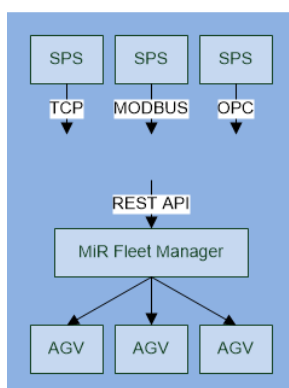 SPS SPS SPS
TCP MODBUS OPC
REST API
MiR Fleet Manager
AGV AGV AGV